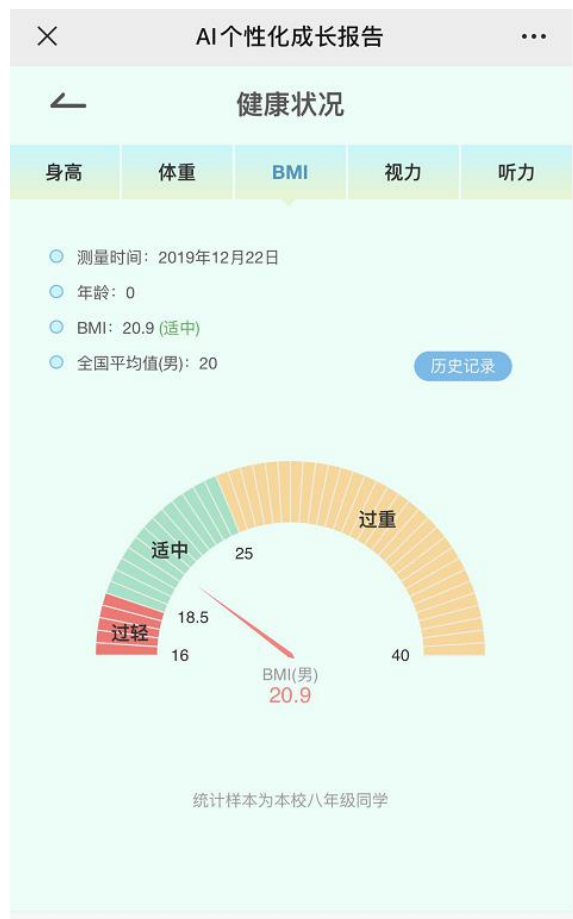 AI个性化成长报告
健康状况
身高 体重 BMI 视力 听力
测量时间：2019年12月22日
年龄：0
BMI：20.9 (适中)
全国平均值(男)：20
历史记录
过重
适中
25
18.5
过轻
16
40
BMI(男)
20.9
统计样本为本校八年级同学